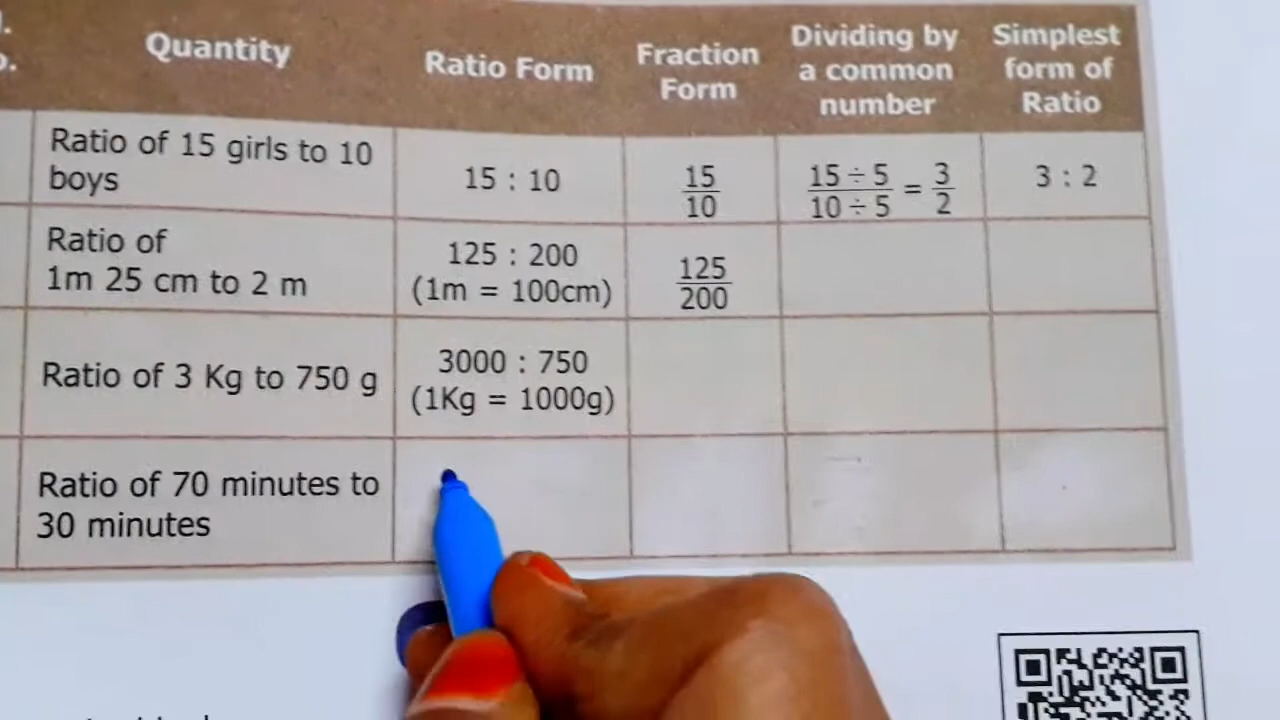 Quantity
Ratio Form
Fraction
Form
Dividing by
a common
number
Simplest
form of
Ratio
Ratio of 15 girls to 10
boys
15 : 10
15
10
15 ÷ 5
10 ÷ 5
=
3
2
3 : 2
Ratio of
1m 25 cm to 2 m
125 : 200
(1m = 100cm)
125
200
Ratio of 3 Kg to 750 g
3000 : 750
(1Kg = 1000g)
Ratio of 70 minutes to
30 minutes